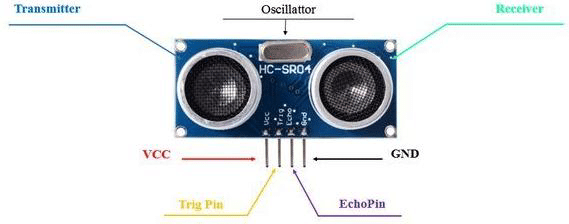 Transmitter
Oscillattor
Receiver
HC-SR04
Vcc
Trig
Echo
Gnd
VCC
GND
Trig Pin
EchoPin